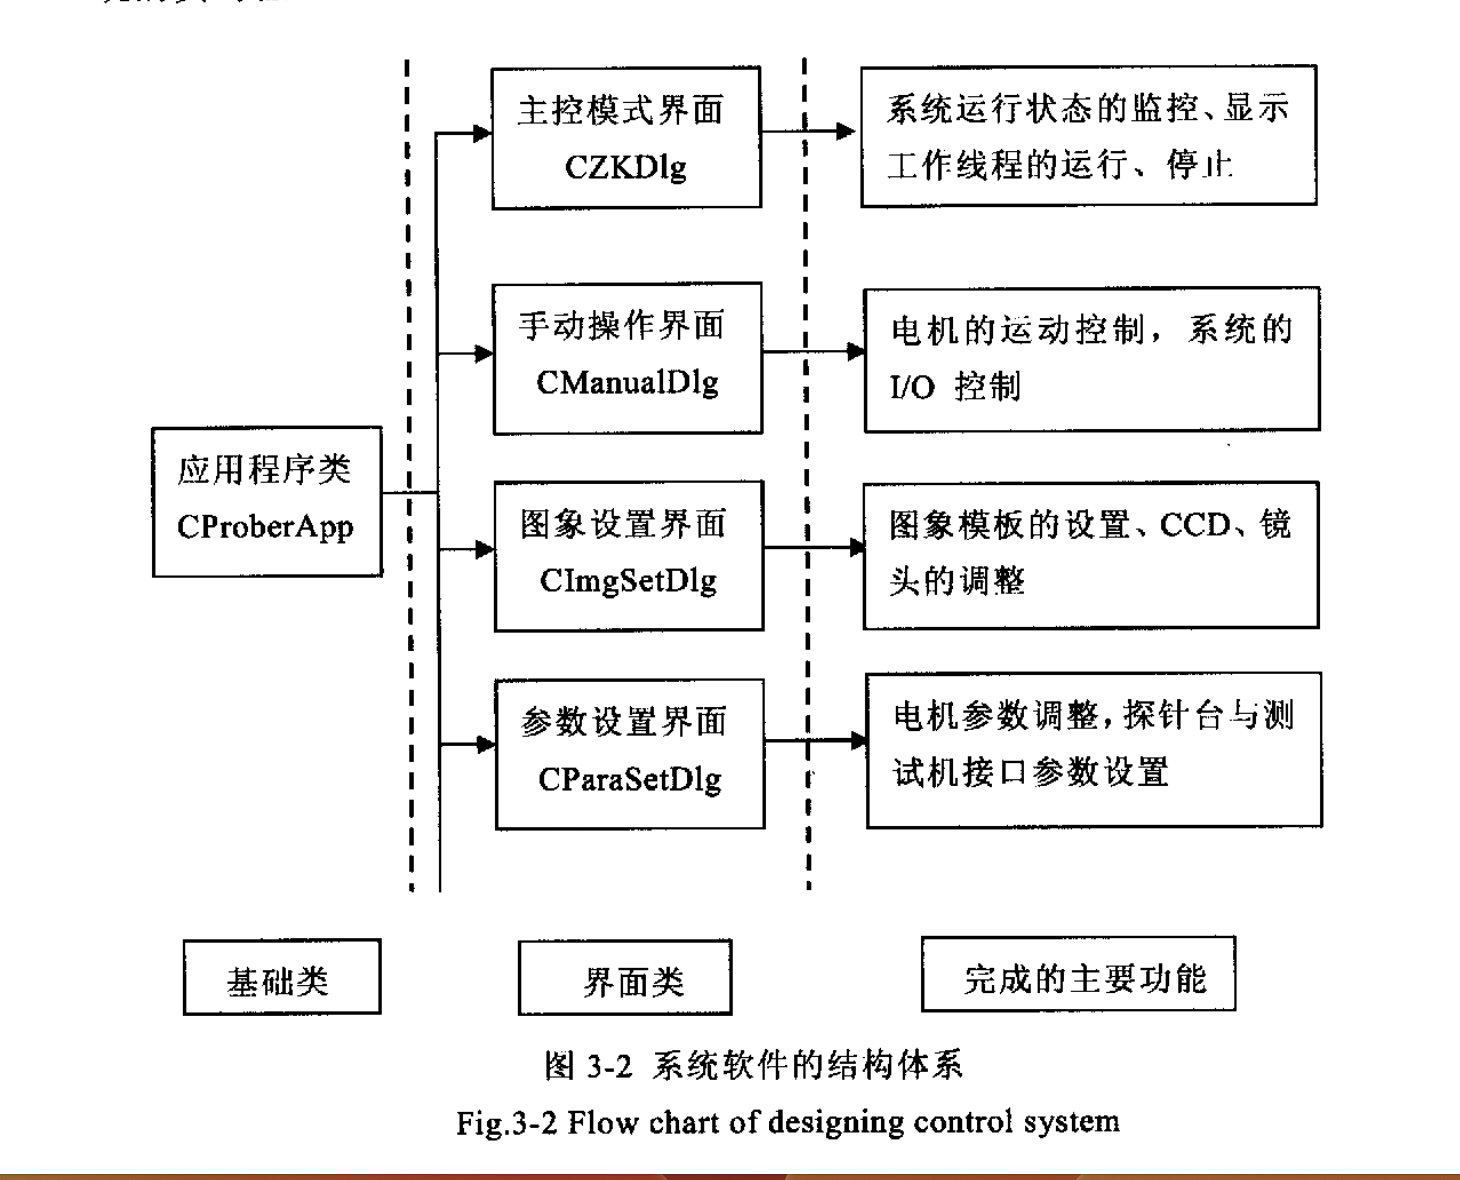 主控模式界面
CZKDlg
系统运行状态的监控、显示
工作线程的运行、停止
手动操作界面
CManualDlg
电机的运动控制，系统的
I/O 控制
应用程序类
CProberApp
图象设置界面
CImgSetDlg
图象模板的设置、CCD、镜
头的调整
参数设置界面
CParaSetDlg
电机参数调整，探针台与测
试机接口参数设置
基础类
界面类
完成的主要功能
图 3-2 系统软件的结构体系
Fig.3-2 Flow chart of designing control system